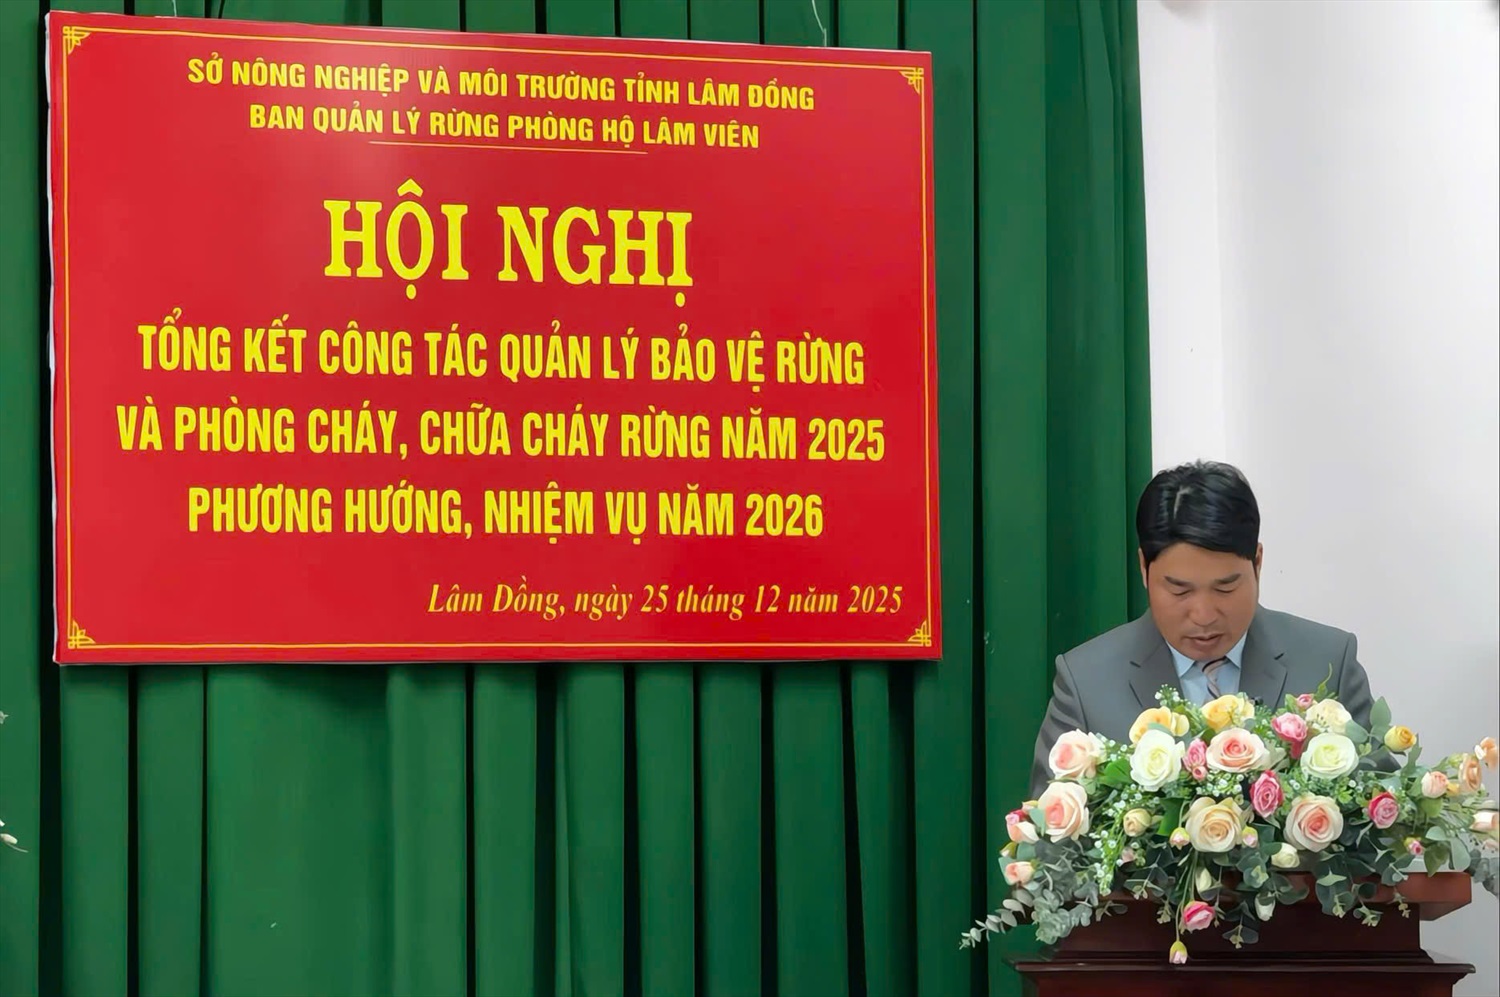 SỞ NÔNG NGHIỆP VÀ MÔI TRƯỜNG TỈNH LÂM ĐỒNG
BAN QUẢN LÝ RỪNG PHÒNG HỘ LÂM VIÊN
HỘI NGHỊ
TỔNG KẾT CÔNG TÁC QUẢN LÝ BẢO VỆ RỪNG
VÀ PHÒNG CHÁY, CHỮA CHÁY RỪNG NĂM 2025
PHƯƠNG HƯỚNG, NHIỆM VỤ NĂM 2026
Lâm Đồng, ngày 25 tháng 12 năm 2025